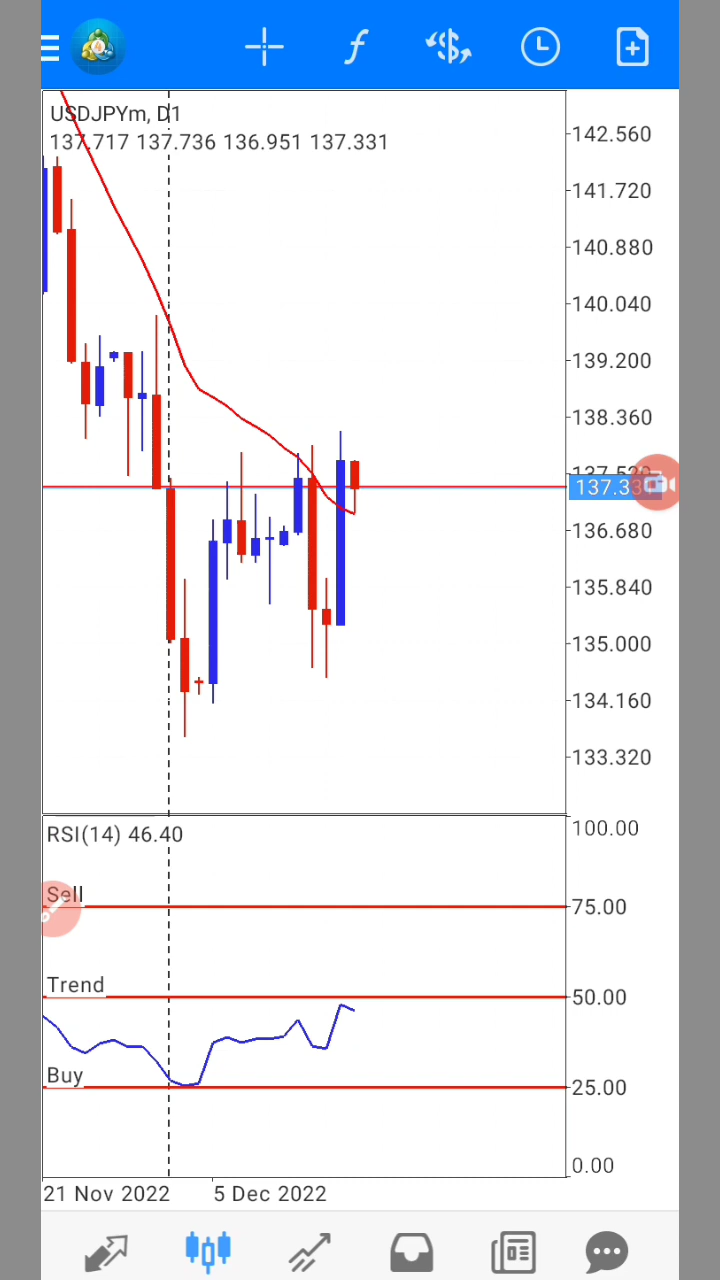 USDJPYm, D1
137.717 137.736 136.951 137.331
142.560
141.720
140.880
140.040
139.200
138.360
137.33
136.680
135.840
135.000
134.160
133.320
RSI(14) 46.40
100.00
Sell
75.00
Trend
50.00
Buy
25.00
0.00
21 Nov 2022
5 Dec 2022